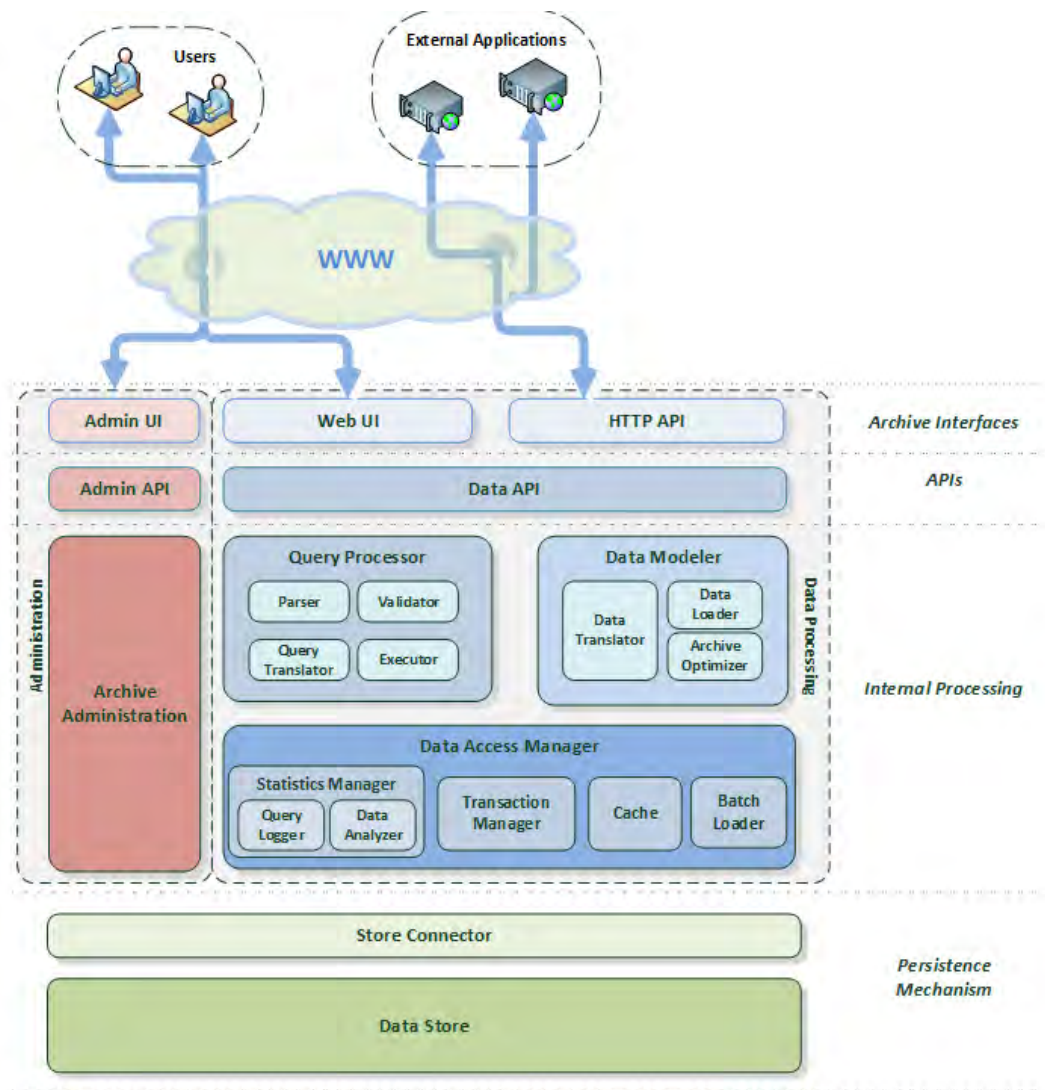 Users
External Applications
WWW
Admin UI
Web UI
HTTP API
Archive Interfaces
Admin API
Data API
APIs
Administration
Archive
Administration
Query Processor
Parser
Validator
Query
Translator
Executor
Data Modeler
Data
Translator
Data
Loader
Archive
Optimizer
Data Processing
Internal Processing
Data Access Manager
Statistics Manager
Query
Logger
Data
Analyzer
Transaction
Manager
Cache
Batch
Loader
Store Connector
Data Store
Persistence
Mechanism